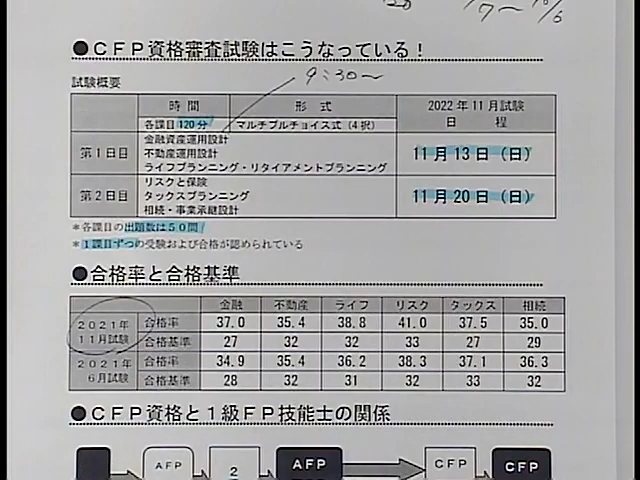 7～10/6
●ＣＦＰ資格審査試験はこうなっている！
9:30～
試験概要
時間 形式 2022年11月試験
日程
各課目120分 マルチプルチョイス式（4択）
第1日目 金融資産運用設計 11月13日（日）
不動産運用設計
ライフプランニング・リタイアメントプランニング
第2日目 リスクと保険 11月20日（日）
タックスプランニング
相続・事業承継設計
＊各課目の出題数は５０問
＊１課目ずつの受験および合格が認められている
●合格率と合格基準
金融 不動産 ライフ リスク タックス 相続
2021年11月試験 合格率 37.0 35.4 38.8 41.0 37.5 35.0
合格基準 27 32 32 33 27 29
2021年6月試験 合格率 34.9 35.4 36.2 38.3 37.1 36.3
合格基準 28 32 31 32 33 32
●ＣＦＰ資格と１級ＦＰ技能士の関係
AFP 2 AFP CFP CFP